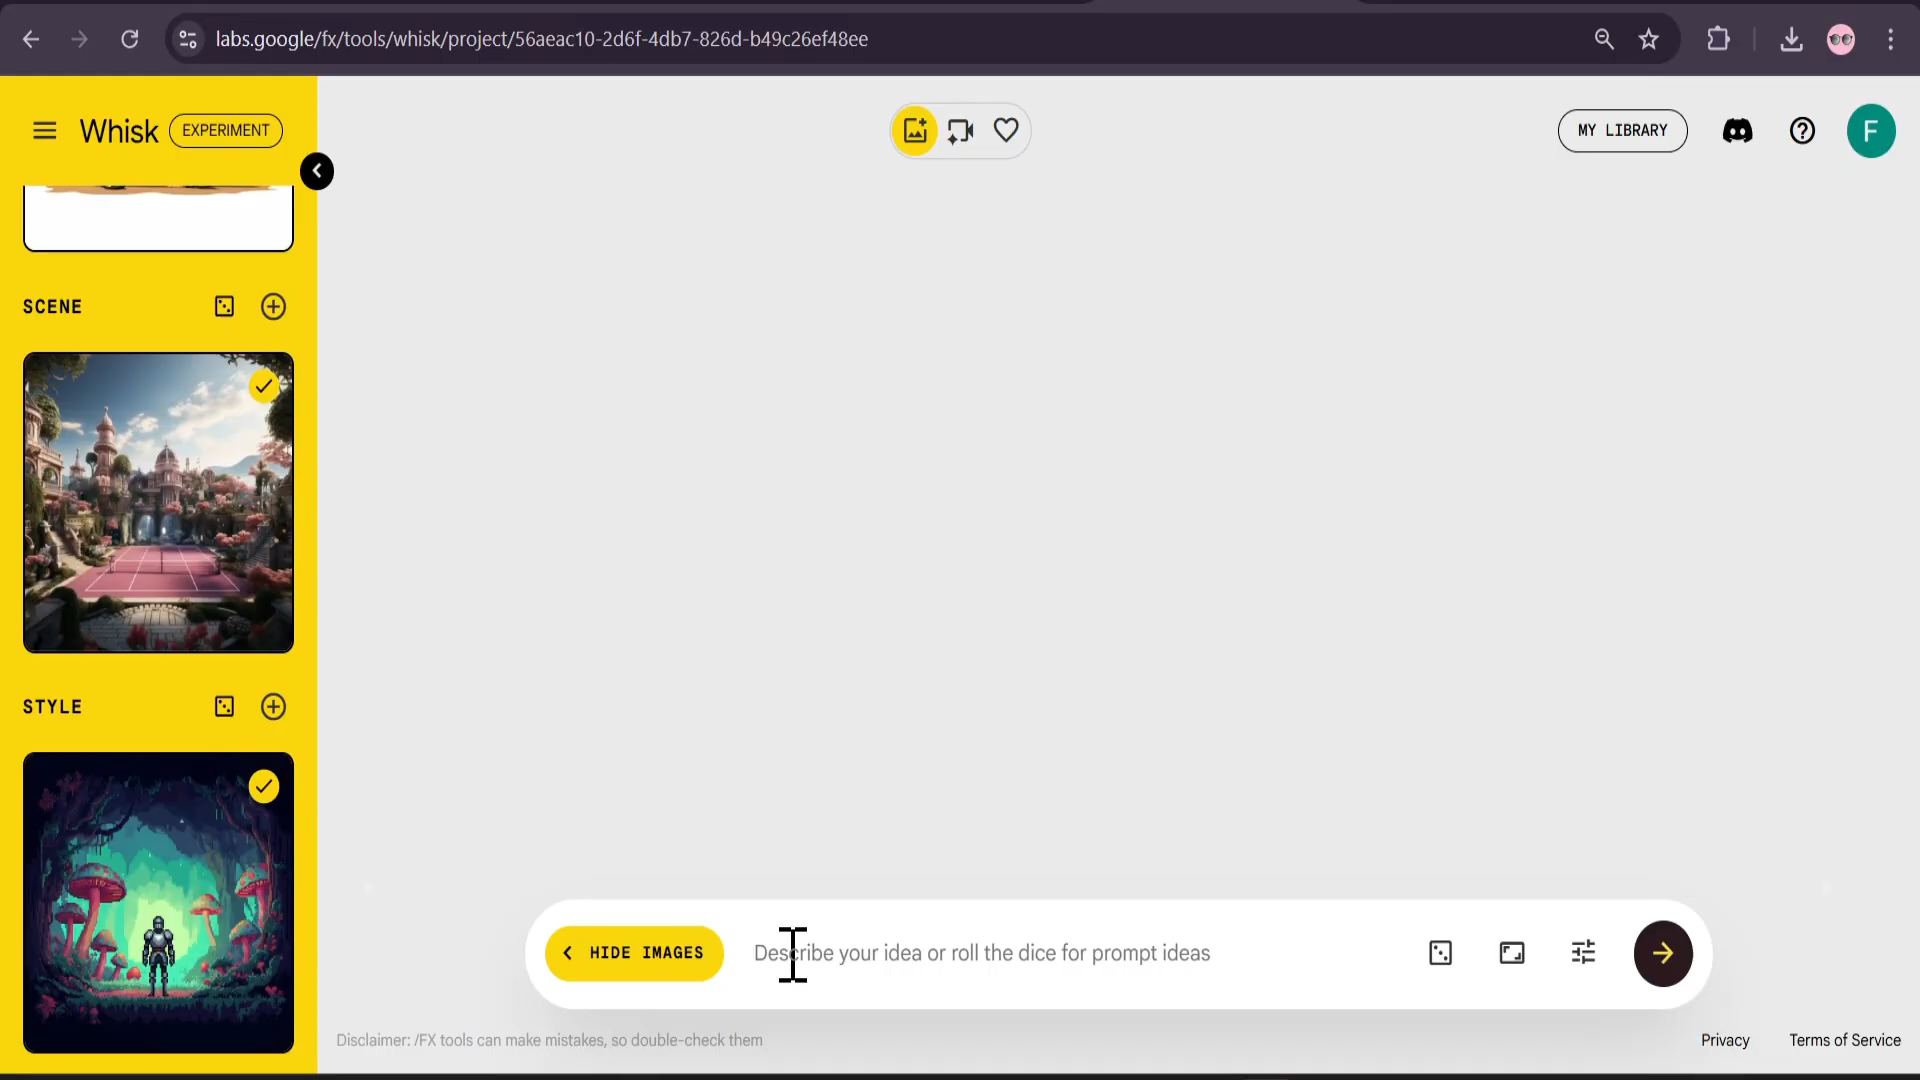 labs.google/fx/tools/whisk/project/56aeac10-2d6f-4db7-826d-b49c26ef48ee
Whisk EXPERIMENT
MY LIBRARY
F
SCENE
STYLE
HIDE IMAGES
Describe your idea or roll the dice for prompt ideas
Disclaimer: /FX tools can make mistakes, so double-check them
Privacy
Terms of Service